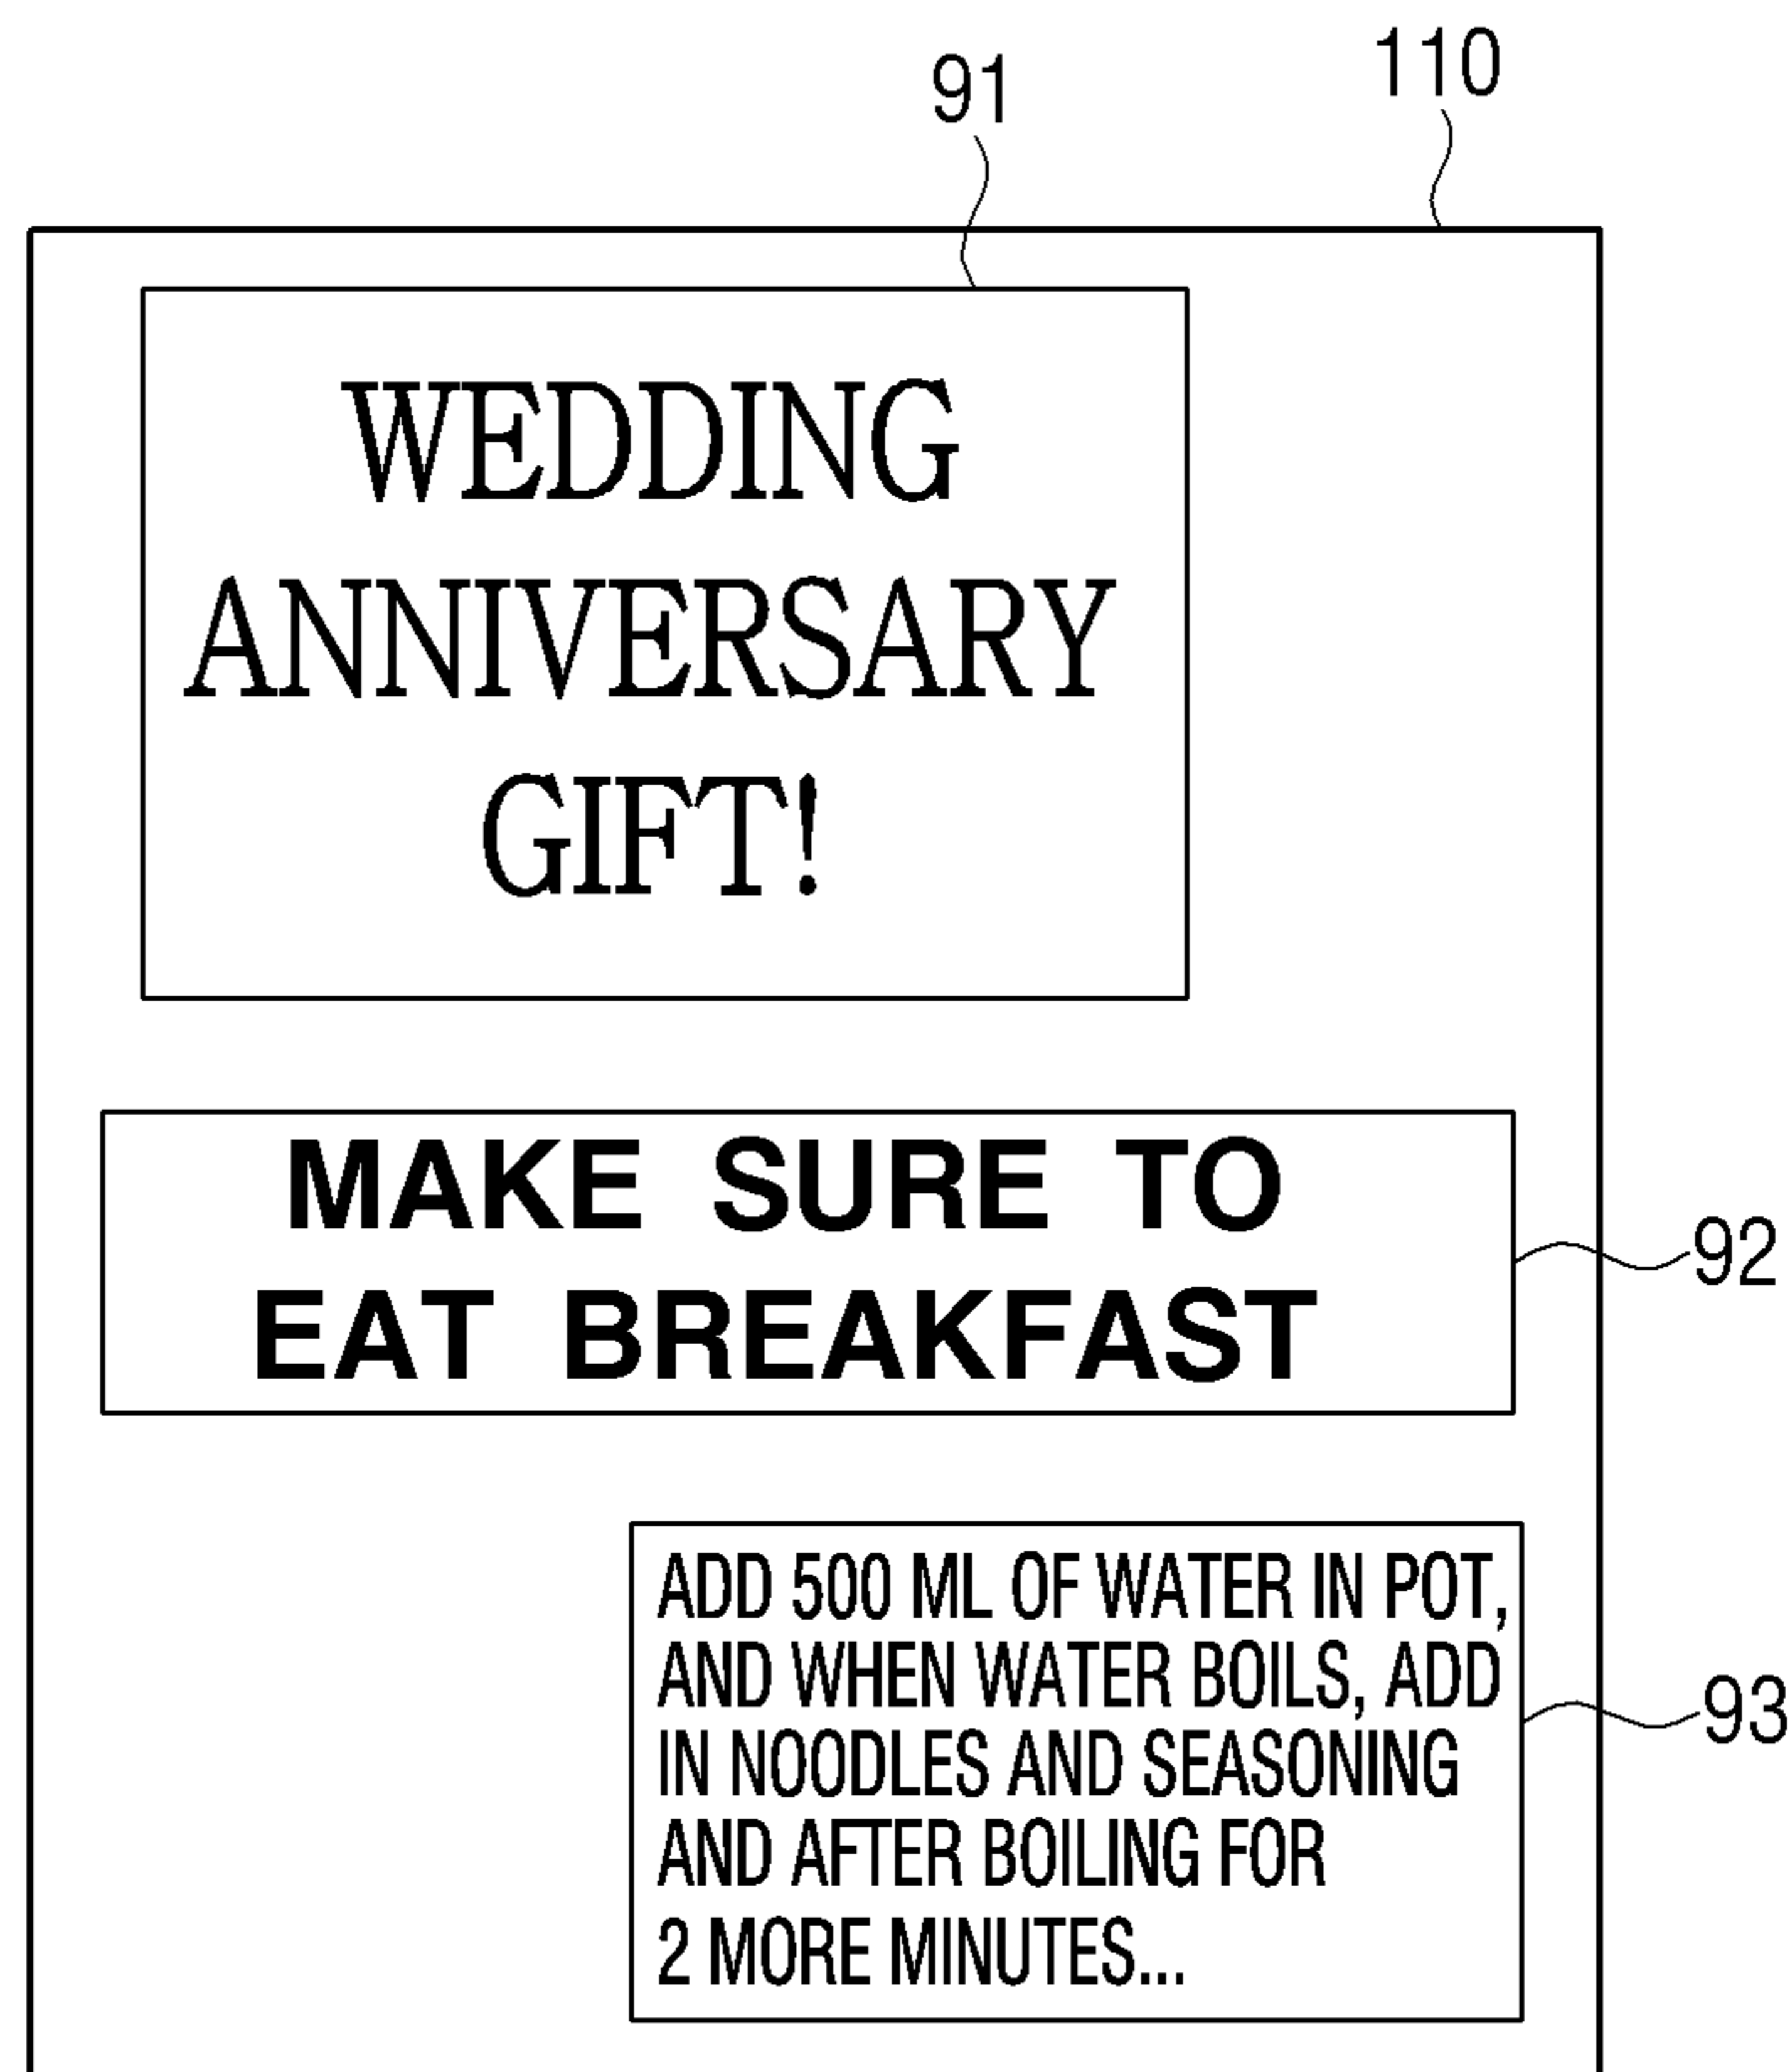 91
110
WEDDING
ANNIVERSARY
GIFT!
MAKE SURE TO
EAT BREAKFAST
92
ADD 500 ML OF WATER IN POT,
AND WHEN WATER BOILS, ADD
IN NOODLES AND SEASONING
AND AFTER BOILING FOR
2 MORE MINUTES...
93